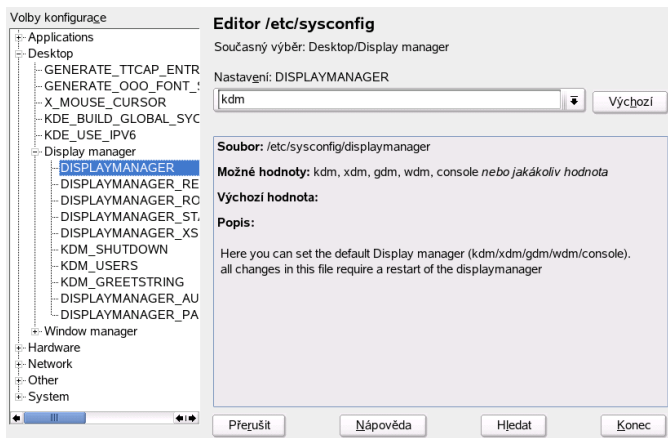 Volby konfigurace
Applications
Desktop
GENERATE_TTCAP_ENTR
GENERATE_OOO_FONT_S
X_MOUSE_CURSOR
KDE_BUILD_GLOBAL_SYC
KDE_USE_IPV6
Display manager
DISPLAYMANAGER
DISPLAYMANAGER_RE
DISPLAYMANAGER_RO
DISPLAYMANAGER_STA
DISPLAYMANAGER_XS
KDM_SHUTDOWN
KDM_USERS
KDM_GREETSTRING
DISPLAYMANAGER_AU
DISPLAYMANAGER_PA
Window manager
Hardware
Network
Other
System
Editor /etc/sysconfig
Současný výběr: Desktop/Display manager
Nastavení: DISPLAYMANAGER
kdm
Výchozí
Soubor: /etc/sysconfig/displaymanager
Možné hodnoty: kdm, xdm, gdm, wdm, console nebo jakákoliv hodnota
Výchozí hodnota:
Popis:
Here you can set the default Display manager (kdm/xdm/gdm/wdm/console).
all changes in this file require a restart of the displaymanager
Přerušit
Nápověda
Hledat
Konec